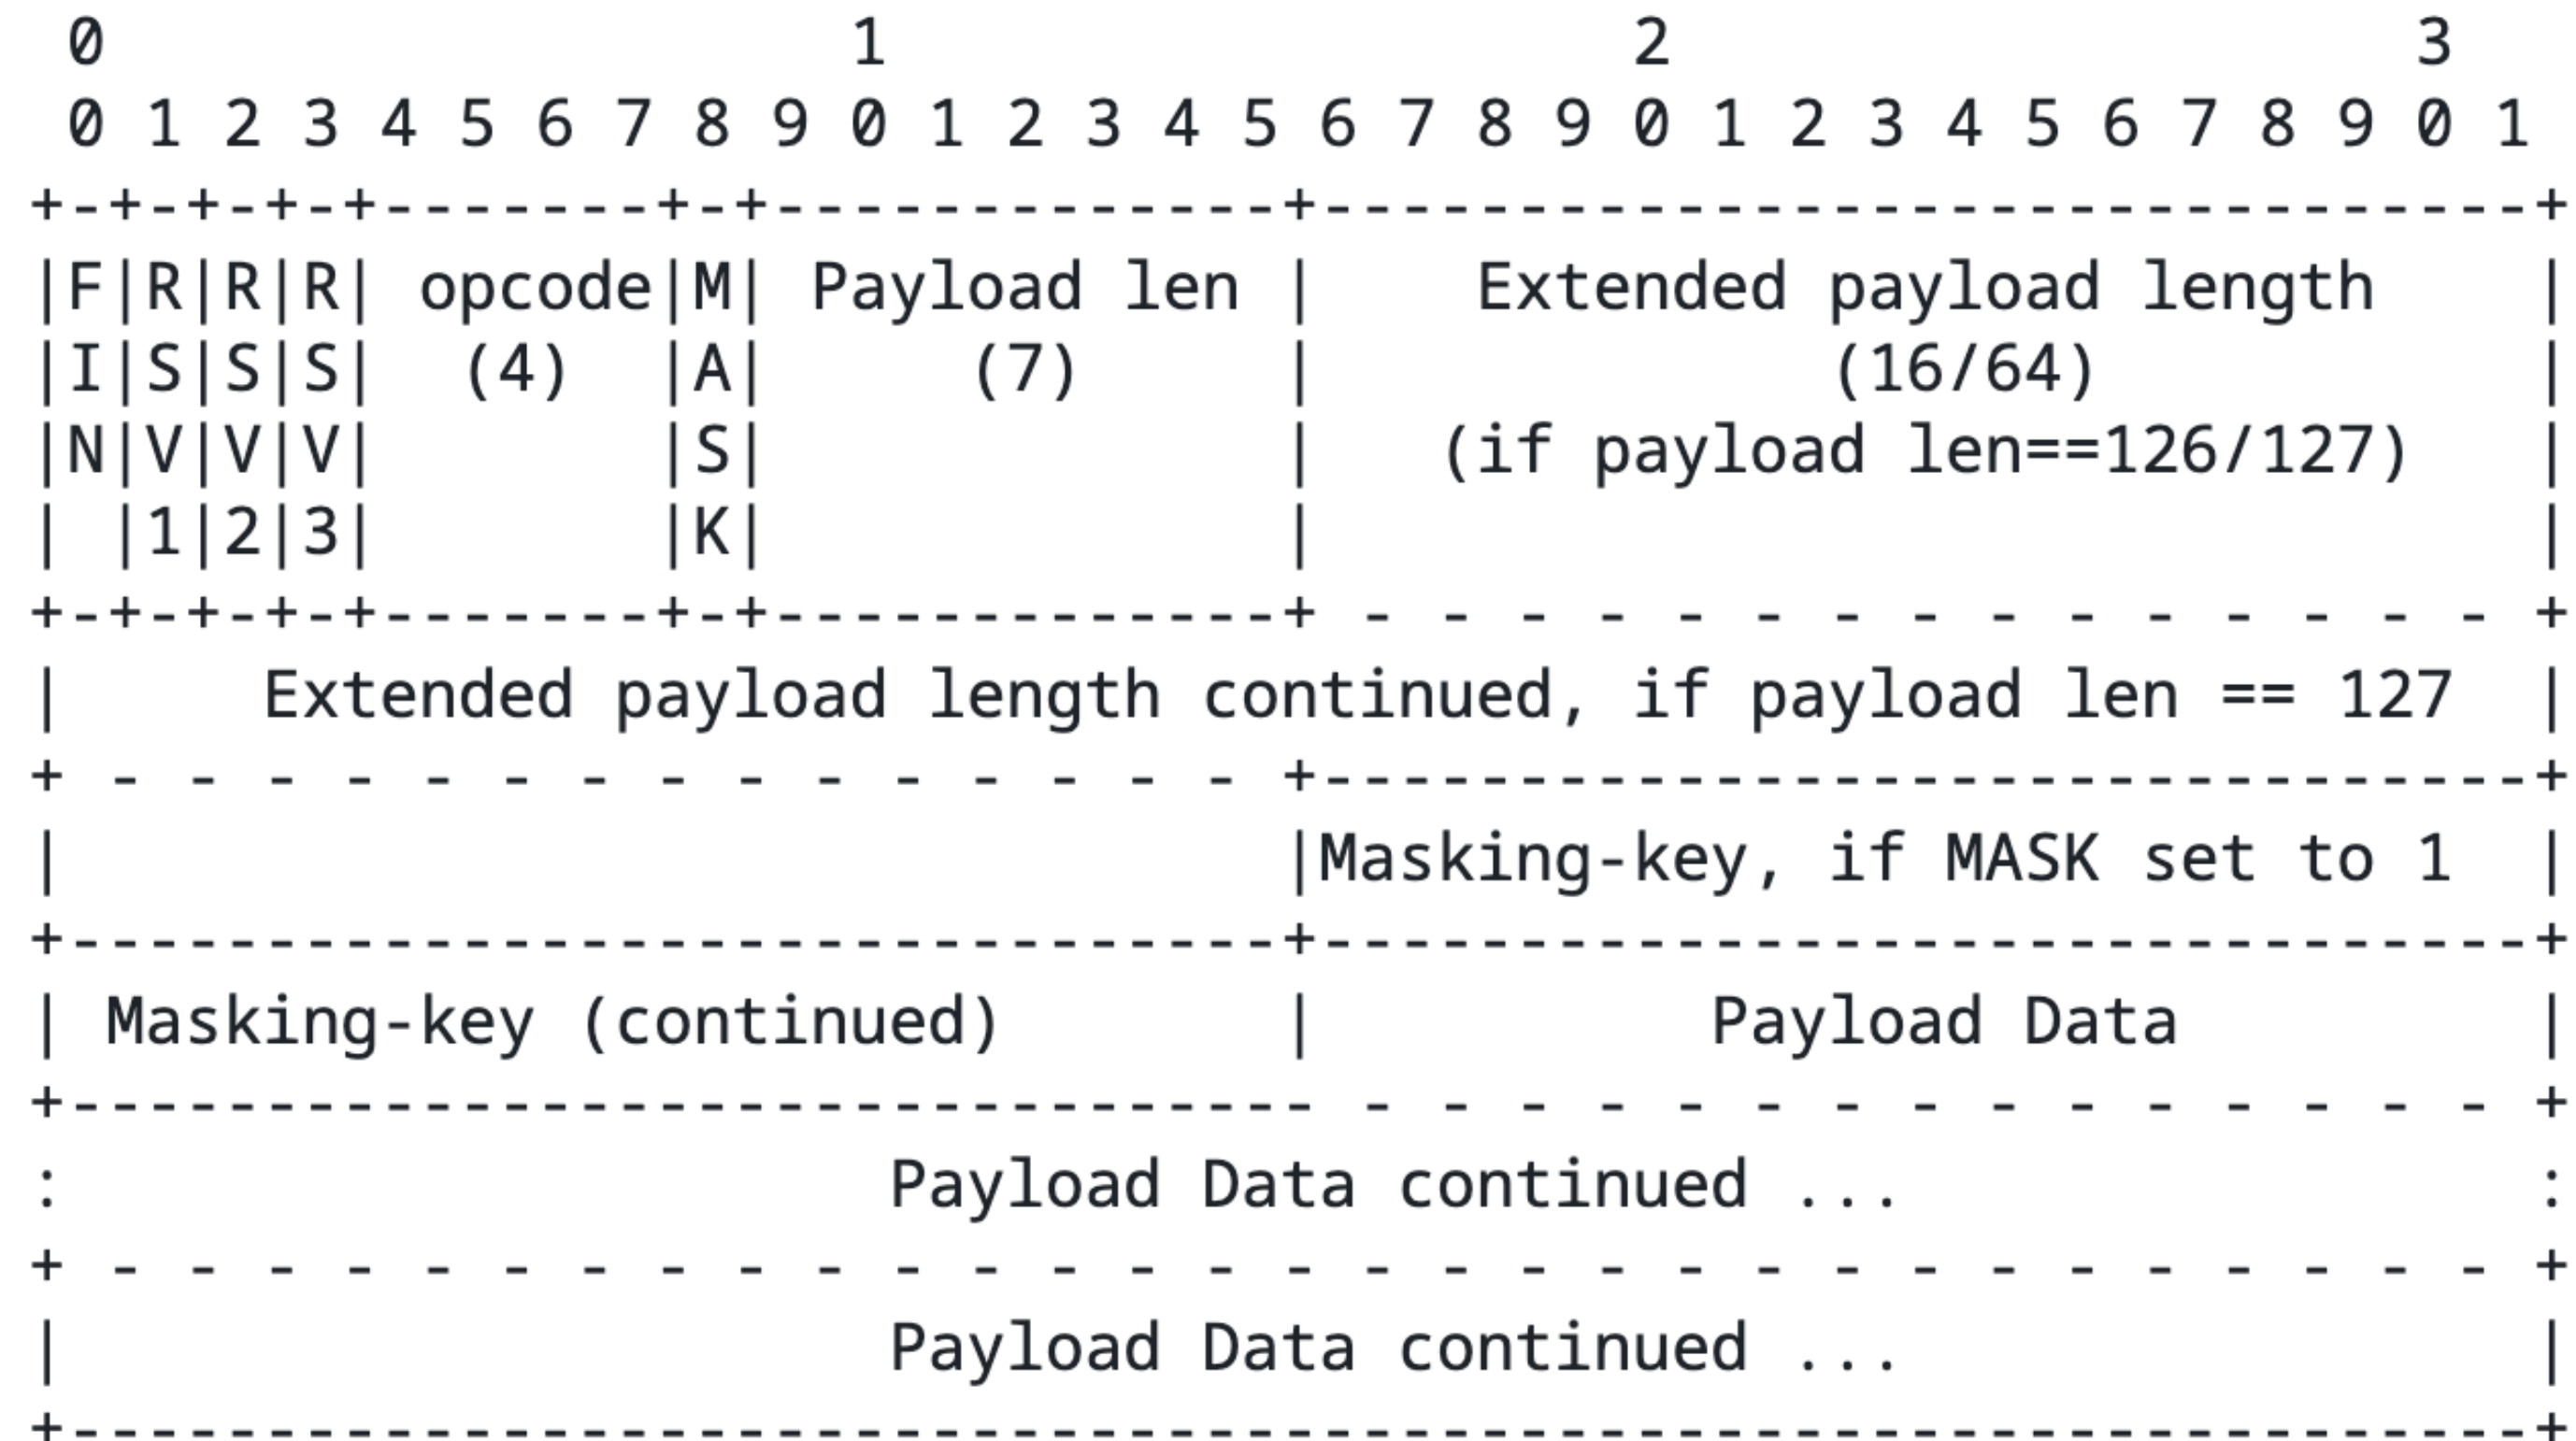 0                   1                   2                   3
 0 1 2 3 4 5 6 7 8 9 0 1 2 3 4 5 6 7 8 9 0 1 2 3 4 5 6 7 8 9 0 1
+-+-+-+-+-------+-+-------------+-------------------------------+
|F|R|R|R| opcode|M| Payload len |    Extended payload length    |
|I|S|S|S|  (4)  |A|     (7)     |             (16/64)           |
|N|V|V|V|       |S|             |   (if payload len==126/127)   |
| |1|2|3|       |K|             |                               |
+-+-+-+-+-------+-+-------------+ - - - - - - - - - - - - - - - +
|     Extended payload length continued, if payload len == 127  |
+ - - - - - - - - - - - - - - - +-------------------------------+
|                               |Masking-key, if MASK set to 1  |
+-------------------------------+-------------------------------+
| Masking-key (continued)       |          Payload Data         |
+-------------------------------- - - - - - - - - - - - - - - - +
:                     Payload Data continued ...                :
+ - - - - - - - - - - - - - - - - - - - - - - - - - - - - - - - +
|                     Payload Data continued ...                |
+---------------------------------------------------------------+